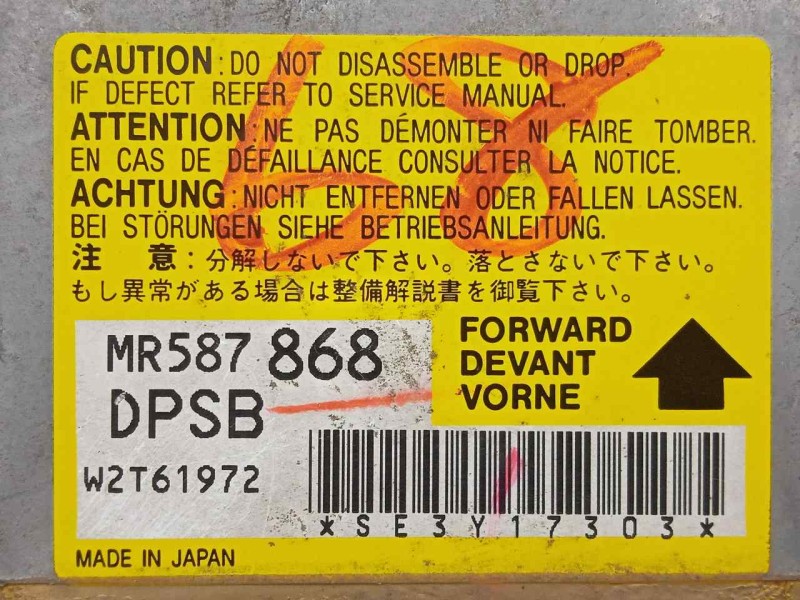 CAUTION : DO NOT DISASSEMBLE OR DROP.
IF DEFECT REFER TO SERVICE MANUAL.
ATTENTION : NE PAS DÉMONTER NI FAIRE TOMBER.
EN CAS DE DÉFAILLANCE CONSULTER LA NOTICE.
ACHTUNG : NICHT ENTFERNEN ODER FALLEN LASSEN.
BEI STÖRUNGEN SIEHE BETRIEBSANLEITUNG.
注　意：分解しないで下さい。落とさないで下さい。
もし異常がある場合は整備解説書を御覧下さい。
68
MR587 868
DPSB
W2T61972
FORWARD
DEVANT
VORNE
*SE3Y17303*
MADE IN JAPAN